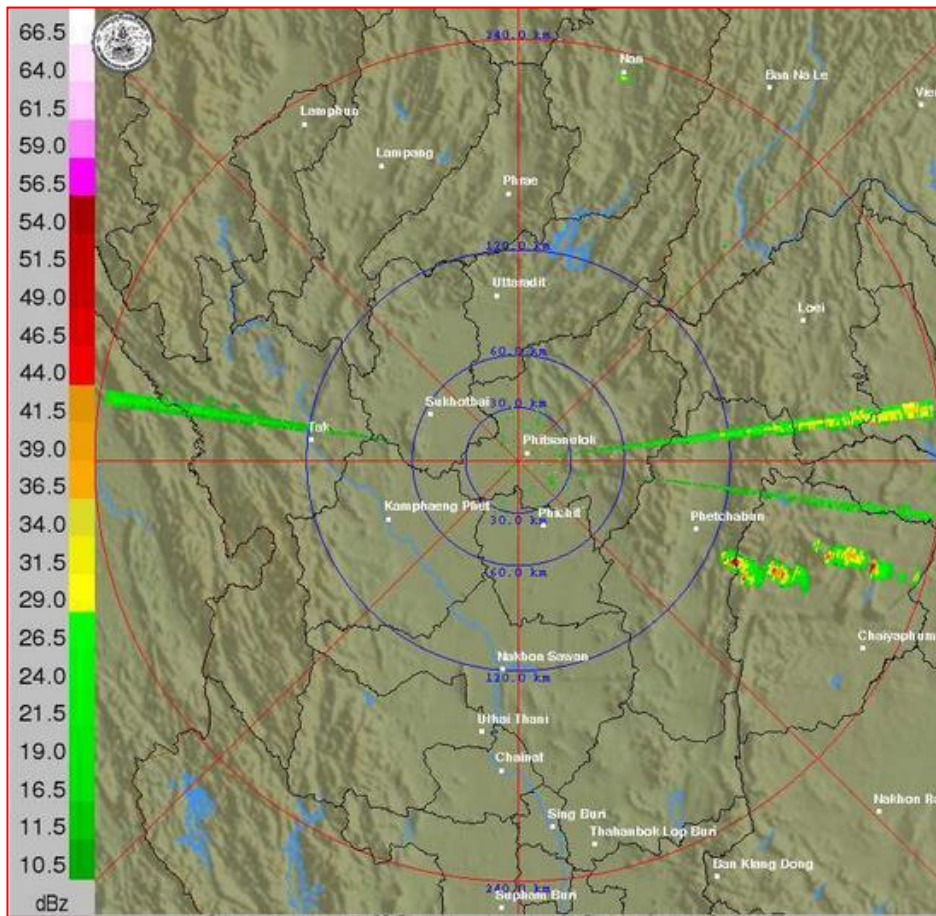 66.5
64.0
61.5
59.0
56.5
54.0
51.5
49.0
46.5
44.0
41.5
39.0
36.5
34.0
31.5
29.0
26.5
24.0
21.5
19.0
16.5
11.5
10.5
dBz
240.0 km
Nan
Ban Na Le
Lamphun
Lampang
Phrae
120.0 km
Uttaradit
Loei
60.0 km
30.0 km
Sukhothai
Tak
Phitsanulok
Kamphaeng Phet
Phichit
30.0 km
Phetchabun
60.0 km
Chaiyaphum
Nakhon Sawan
120.0 km
Uthai Thani
Chainat
Nakhon Ra
Sing Buri
Thahanbok Lop Buri
Ban Klang Dong
240.0 km
Suphan Buri